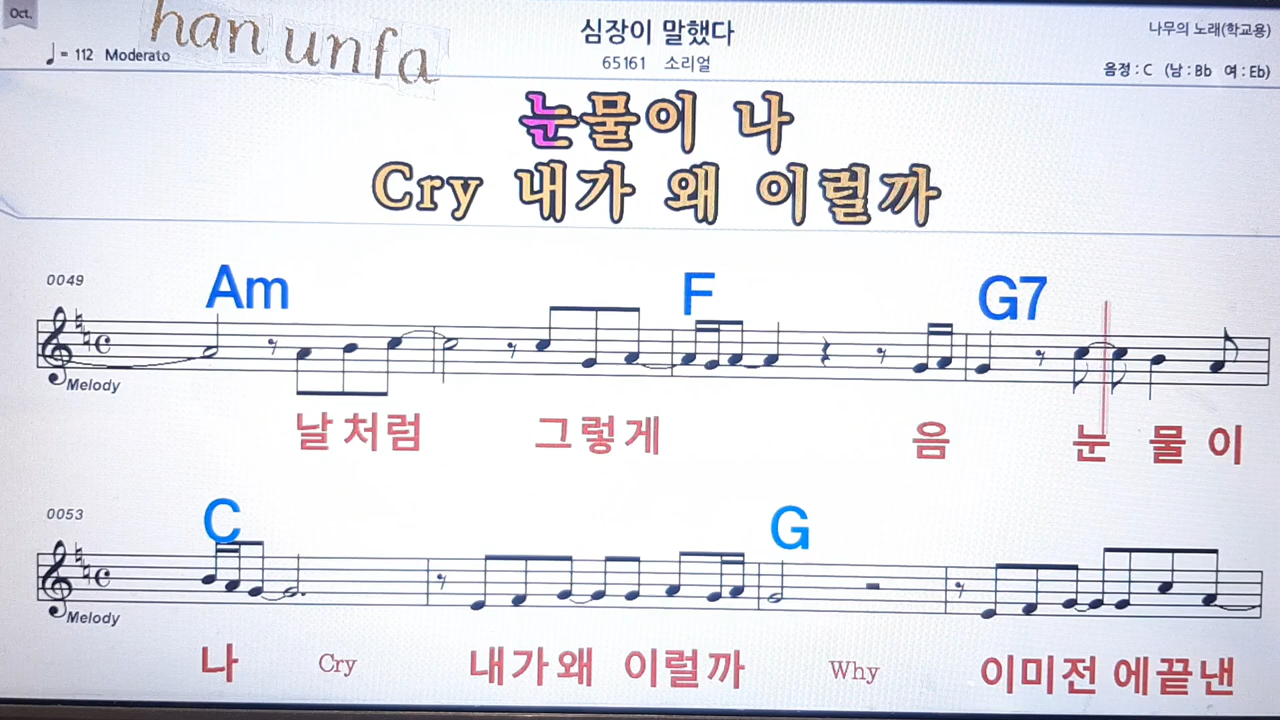 Oct.
han unfa
♩= 112 Moderato
심장이 말했다
65161 소리얼
나무의 노래(학교용)
음정 : C (남 : Bb 여 : Eb)
눈물이 나
Cry 내가 왜 이럴까
0049
Am F G7
Melody
날처럼 그렇게 음 눈 물 이
0053
C G
Melody
나 Cry 내가왜 이럴까 Why 이미전 에끝낸